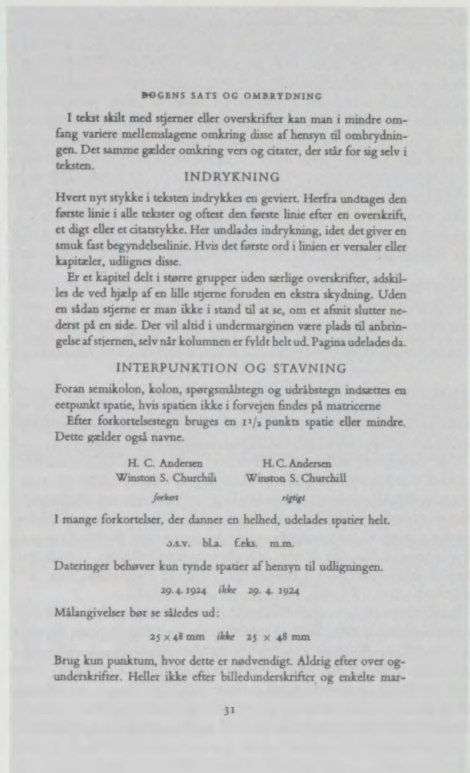 BOGENS SATS OG OMBRYDNING
I tekst skilt med stjerner eller overskrifter kan man i mindre om-
fang variere mellemslagene omkring disse af hensyn til ombrydnin-
gen. Det samme gælder omkring vers og citater, der står for sig selv i
teksten.
INDRYKNING
Hvert nyt stykke i teksten indrykkes en geviert. Herfra undtages den
første linie i alle tekster og oftest den første linie efter en overskrift,
et digt eller et citatstykke. Her undlades indrykning, idet det giver en
smuk fast begyndelseslinie. Hvis det første ord i linien er versaler eller
kapitæler, udlignes disse.
Er et kapitel delt i større grupper uden særlige overskrifter, adskil-
les de ved hjælp af en lille stjerne foruden en ekstra skydning. Uden
en sådan stjerne er man ikke i stand til at se, om et afsnit slutter ne-
derst på en side. Der vil altid i undermarginen være plads til anbrin-
gelse af stjernen, selv når kolumnen er fyldt helt ud. Pagina udelades da.
INTERPUNKTION OG STAVNING
Foran semikolon, kolon, spørgsmålstegn og udråbstegn indsættes en
eetpunkt spatie, hvis spatien ikke i forvejen findes på matricerne
Efter forkortelsestegn bruges en 1 1/2 punkts spatie eller mindre.
Dette gælder også navne.
H. C. Andersen H. C. Andersen
Winston S. Churchill Winston S. Churchill
forkert rigtigt
I mange forkortelser, der danner en helhed, udelades spatier helt.
o.s.v. bl.a. f.eks. m.m.
Dateringer behøver kun tynde spatier af hensyn til udligningen.
29. 4. 1924 ikke 29. 4. 1924
Målangivelser bør se således ud:
25 × 48 mm ikke 25 × 48 mm
Brug kun punktum, hvor dette er nødvendigt. Aldrig efter over og-
underskrifter. Heller ikke efter billedunderskrifter og enkelte mar-
31